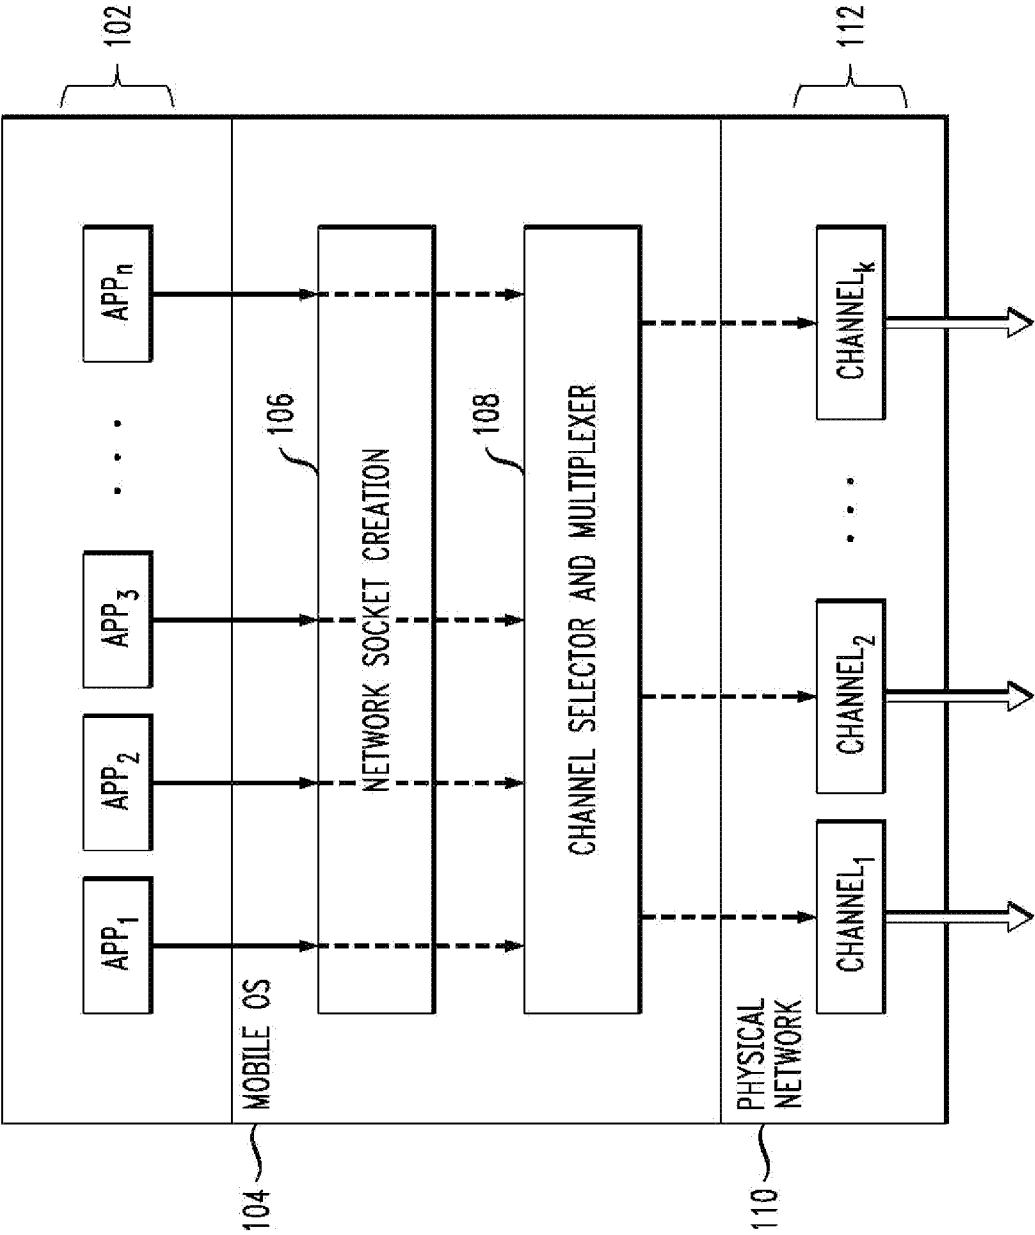 APP1
APP2
APP3
. . .
APPn
102
104
MOBILE OS
106
NETWORK SOCKET CREATION
108
CHANNEL SELECTOR AND MULTIPLEXER
110
PHYSICAL
NETWORK
CHANNEL1
CHANNEL2
. . .
CHANNELk
112